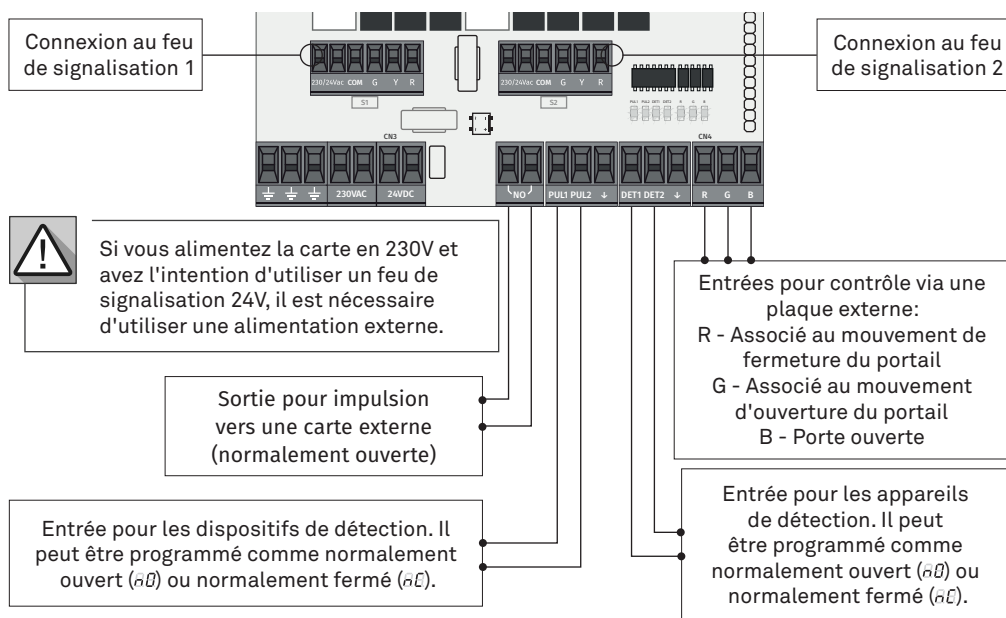 Connexion au feu
de signalisation 1
Connexion au feu
de signalisation 2
230/24Vac COM G Y R
S1
230/24Vac COM G Y R
S2
PUL1 PUL2 DET1 DET2 R G B
CN3
CN4
230VAC 24VDC
NO PUL1 PUL2 ↓ DET1 DET2 ↓ R G B
Si vous alimentez la carte en 230V et
avez l'intention d'utiliser un feu de
signalisation 24V, il est nécessaire
d'utiliser une alimentation externe.
Entrées pour contrôle via une
plaque externe:
R - Associé au mouvement de
fermeture du portail
G - Associé au mouvement
d'ouverture du portail
B - Porte ouverte
Sortie pour impulsion
vers une carte externe
(normalement ouverte)
Entrée pour les dispositifs de détection. Il
peut être programmé comme normalement
ouvert (nO) ou normalement fermé (nC).
Entrée pour les appareils
de détection. Il peut
être programmé comme
normalement ouvert (nO) ou
normalement fermé (nC).